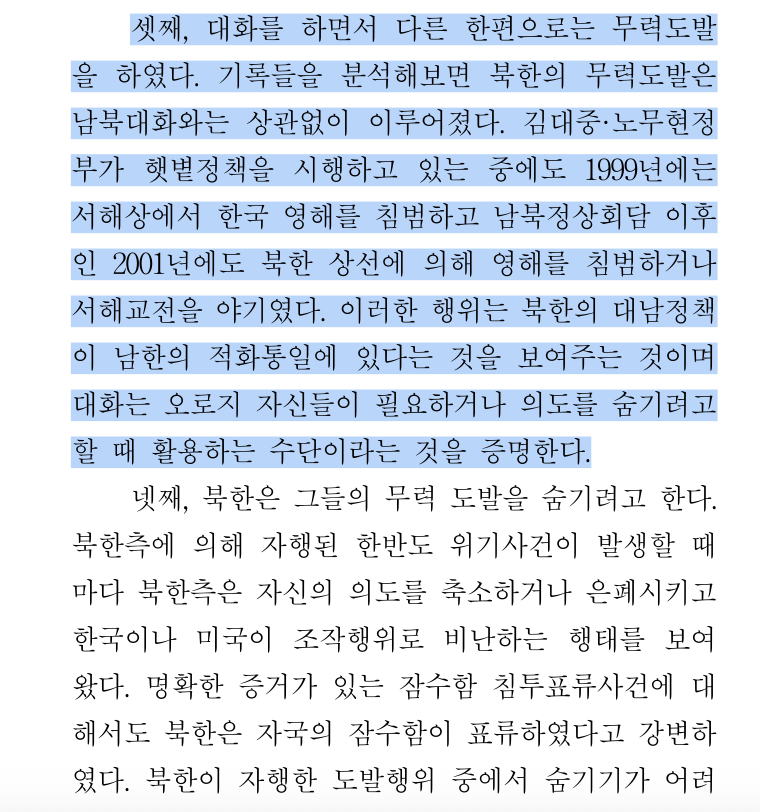 셋째, 대화를 하면서 다른 한편으로는 무력도발
을 하였다. 기록들을 분석해보면 북한의 무력도발은
남북대화와는 상관없이 이루어졌다. 김대중·노무현정
부가 햇볕정책을 시행하고 있는 중에도 1999년에는
서해상에서 한국 영해를 침범하고 남북정상회담 이후
인 2001년에도 북한 상선에 의해 영해를 침범하거나
서해교전을 야기였다. 이러한 행위는 북한의 대남정책
이 남한의 적화통일에 있다는 것을 보여주는 것이며
대화는 오로지 자신들이 필요하거나 의도를 숨기려고
할 때 활용하는 수단이라는 것을 증명한다.
넷째, 북한은 그들의 무력 도발을 숨기려고 한다.
북한측에 의해 자행된 한반도 위기사건이 발생할 때
마다 북한측은 자신의 의도를 축소하거나 은폐시키고
한국이나 미국이 조작행위로 비난하는 행태를 보여
왔다. 명확한 증거가 있는 잠수함 침투표류사건에 대
해서도 북한은 자국의 잠수함이 표류하였다고 강변하
였다. 북한이 자행한 도발행위 중에서 숨기기가 어려